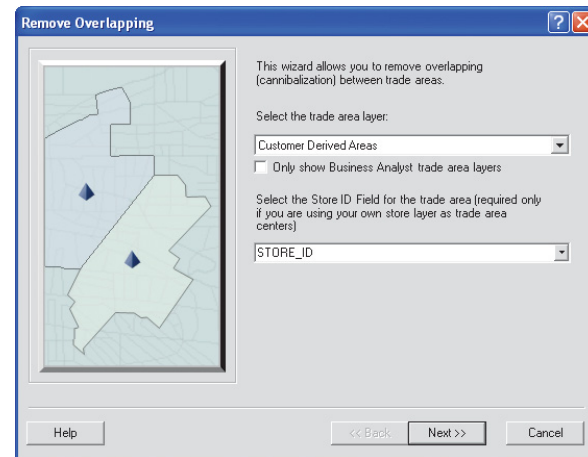 Remove Overlapping
This wizard allows you to remove overlapping
(cannibalization) between trade areas.
Select the trade area layer:
Customer Derived Areas
Only show Business Analyst trade area layers
Select the Store ID Field for the trade area (required only
if you are using your own store layer as trade area
centers)
STORE_ID
Help
<< Back
Next >>
Cancel